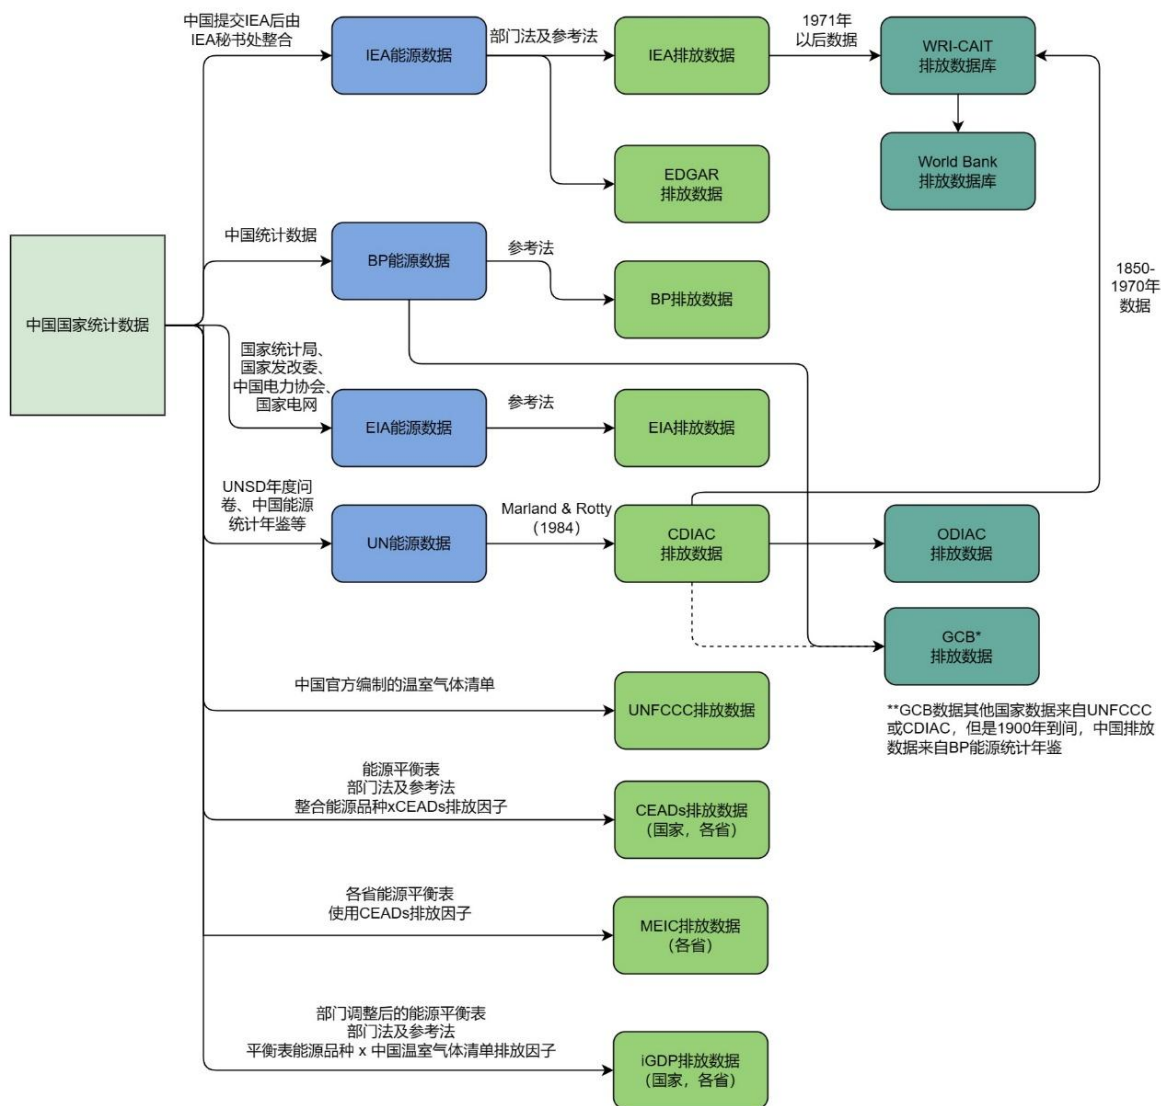 中国提交IEA后由
IEA秘书处整合
IEA能源数据
部门法及参考法
IEA排放数据
1971年
以后数据
WRI-CAIT
排放数据库
World Bank
排放数据库
EDGAR
排放数据
中国统计数据
BP能源数据
参考法
BP排放数据
1850-
1970年
数据
中国国家统计数据
国家统计局、
国家发改委、
中国电力协会、
国家电网
EIA能源数据
参考法
EIA排放数据
UNSD年度问
卷、中国能源
统计年鉴等
UN能源数据
Marland & Rotty
（1984）
CDIAC
排放数据
ODIAC
排放数据
GCB*
排放数据
**GCB数据其他国家数据来自UNFCCC
或CDIAC，但是1900年到间，中国排放
数据来自BP能源统计年鉴
中国官方编制的温室气体清单
UNFCCC排放数据
能源平衡表
部门法及参考法
整合能源品种xCEADs排放因子
CEADs排放数据
（国家，各省）
各省能源平衡表
使用CEADs排放因子
MEIC排放数据
（各省）
部门调整后的能源平衡表
部门法及参考法
平衡表能源品种 x 中国温室气体清单排放因子
iGDP排放数据
（国家，各省）